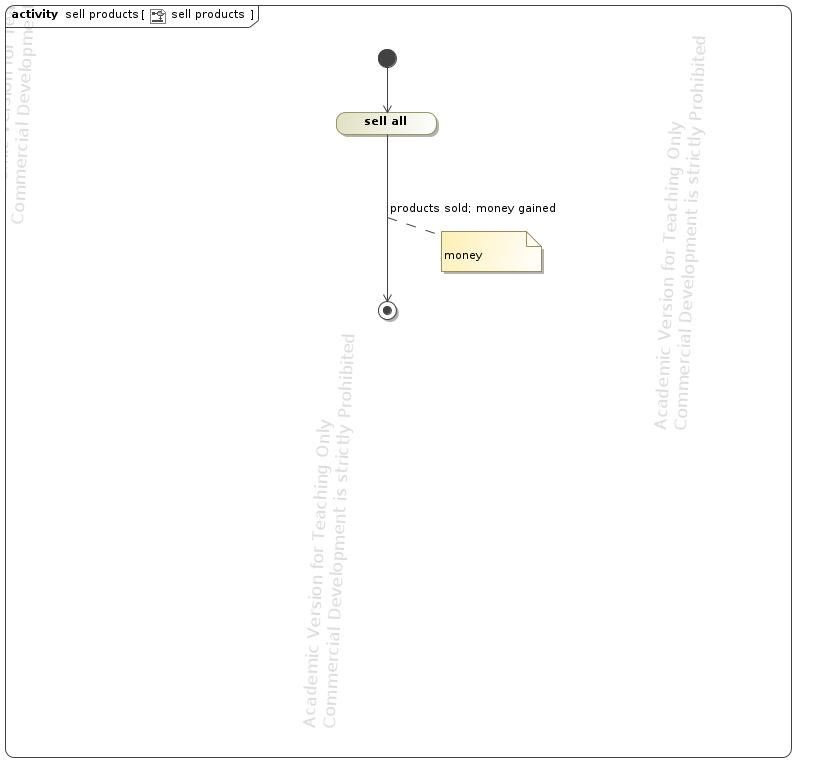 activity sell products[ sell products ]
sell all
products sold; money gained
money
Commercial Development
Academic Version for Teaching Only
Commercial Development is strictly Prohibited
Academic Version for Teaching Only
Commercial Development is strictly Prohibited